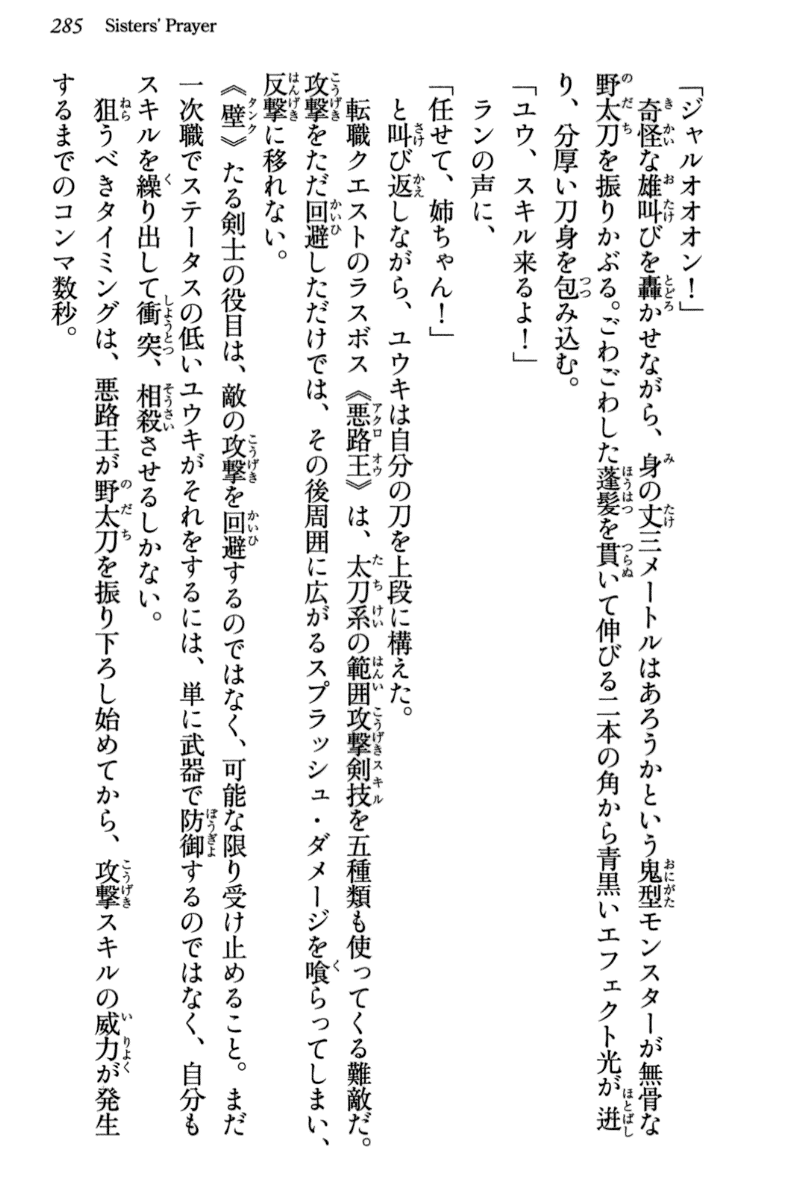 285 Sisters' Prayer
「ジャルオオオン！」
奇怪な雄叫びを轟かせながら、身の丈三メートルはあろうかという鬼型モンスターが無骨な
野太刀を振りかぶる。ごわごわした蓬髪を貫いて伸びる二本の角から青黒いエフェクト光が迸
り、分厚い刀身を包み込む。
「ユウ、スキル来るよ！」
ランの声に、
「任せて、姉ちゃん！」
と叫び返しながら、ユウキは自分の刀を上段に構えた。
転職クエストのラスボス《悪路王》は、太刀系の範囲攻撃剣技を五種類も使ってくる難敵だ。
攻撃をただ回避しただけでは、その後周囲に広がるスプラッシュ・ダメージを喰らってしまい、
反撃に移れない。
《壁》たる剣士の役目は、敵の攻撃を回避するのではなく、可能な限り受け止めること。まだ
一次職でステータスの低いユウキがそれをするには、単に武器で防御するのではなく、自分も
スキルを繰り出して衝突、相殺させるしかない。
狙うべきタイミングは、悪路王が野太刀を振り下ろし始めてから、攻撃スキルの威力が発生
するまでのコンマ数秒。